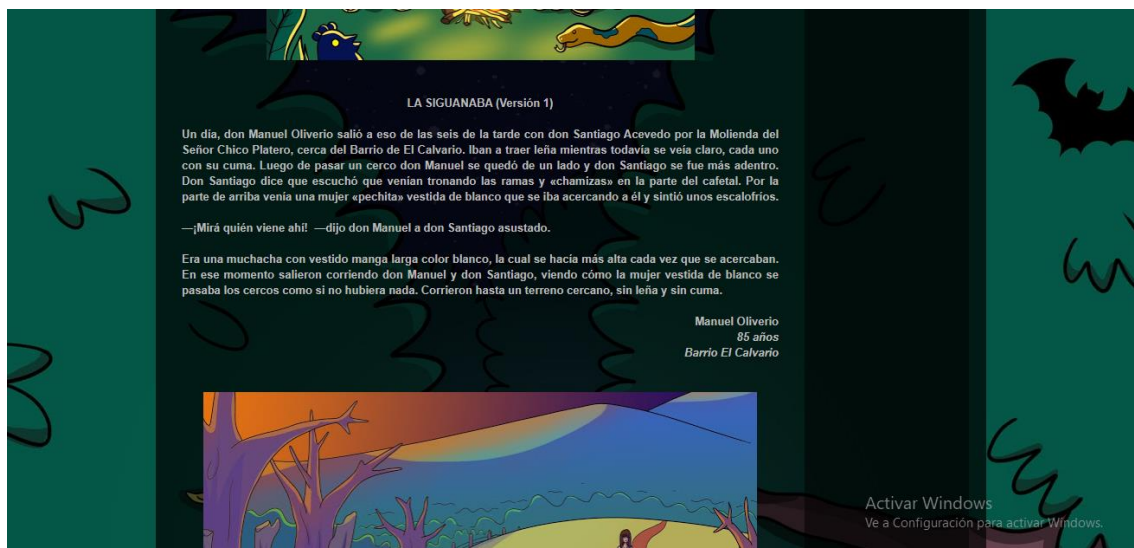 LA SIGUANABA (Versión 1)
Un día, don Manuel Oliverio salió a eso de las seis de la tarde con don Santiago Acevedo por la Molienda del
Señor Chico Platero, cerca del Barrio de El Calvario. Iban a traer leña mientras todavía se veía claro, cada uno
con su cuma. Luego de pasar un cerco don Manuel se quedó de un lado y don Santiago se fue más adentro.
Don Santiago dice que escuchó que venían tronando las ramas y «chamizas» en la parte del cafetal. Por la
parte de arriba venía una mujer «pechita» vestida de blanco que se iba acercando a él y sintió unos escalofríos.
—¡Mirá quién viene ahí! —dijo don Manuel a don Santiago asustado.
Era una muchacha con vestido manga larga color blanco, la cual se hacía más alta cada vez que se acercaban.
En ese momento salieron corriendo don Manuel y don Santiago, viendo cómo la mujer vestida de blanco se
pasaba los cercos como si no hubiera nada. Corrieron hasta un terreno cercano, sin leña y sin cuma.
Manuel Oliverio
85 años
Barrio El Calvario
Activar Windows
Ve a Configuración para activar Windows.